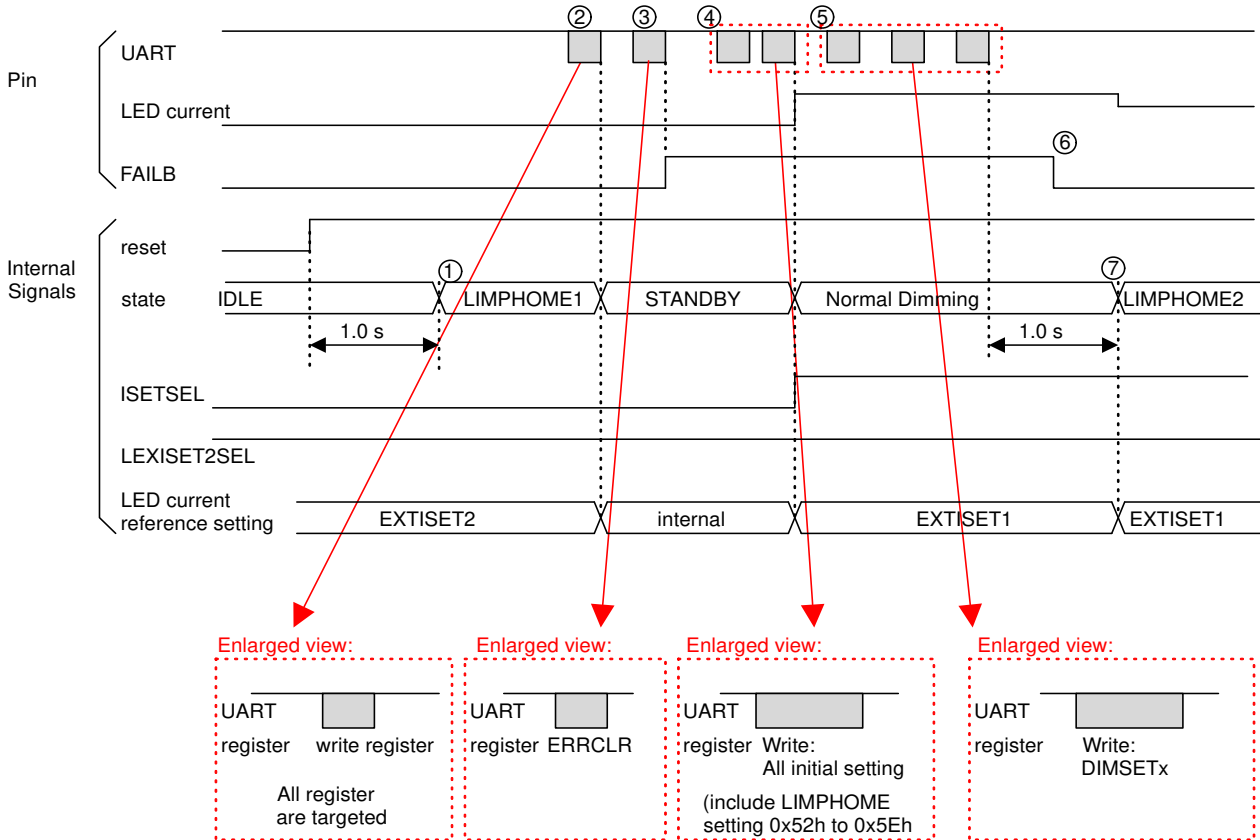 ② ③ ④ ⑤
Pin
UART
LED current
FAILB
⑥
Internal
Signals
reset
state
IDLE
①
LIMPHOME1
STANDBY
Normal Dimming
⑦
LIMPHOME2
1.0 s
1.0 s
ISETSEL
LEXISET2SEL
LED current
reference setting
EXTISET2
internal
EXTISET1
EXTISET1
Enlarged view:
UART
register write register
All register
are targeted
Enlarged view:
UART
register ERRCLR
Enlarged view:
UART
register Write:
All initial setting
(include LIMPHOME
setting 0x52h to 0x5Eh
Enlarged view:
UART
register Write:
DIMSETx